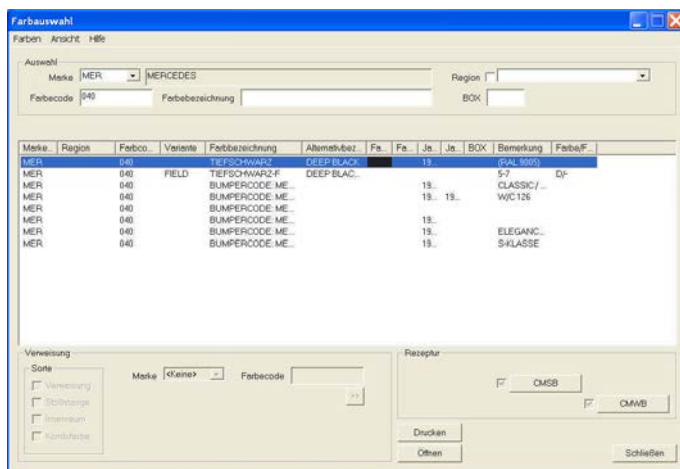 Farbauswahl
Farben Ansicht Hilfe
Auswahl
Marke MER MERCEDES Region
Farbecode 040 Farbebezeichnung BOX
Marke... Region Farbco... Variante Farbbezeichnung Alternativbez... Fa... Fa... Ja... Ja... BOX Bemerkung Farbe/F...
MER 040 TIEFSCHWARZ DEEP BLACK 19... (RAL 9005)
MER 040 FIELD TIEFSCHWARZ-F DEEP BLAC... 5-7 D/-
MER 040 BUMPERCODE: ME... 19... CLASSIC / ...
MER 040 BUMPERCODE: ME... 19... 19... W/C 126
MER 040 BUMPERCODE: ME...
MER 040 BUMPERCODE: ME... 19...
MER 040 BUMPERCODE: ME... 19... ELEGANC...
MER 040 BUMPERCODE: ME... 19... S-KLASSE
Verweisung Rezeptur
Sorte
Marke <Keine> Farbecode
Verweisung >> CMSB
Stoßstange
Innenraum CMWB
Kombifarbe
Drucken
Öffnen Schließen